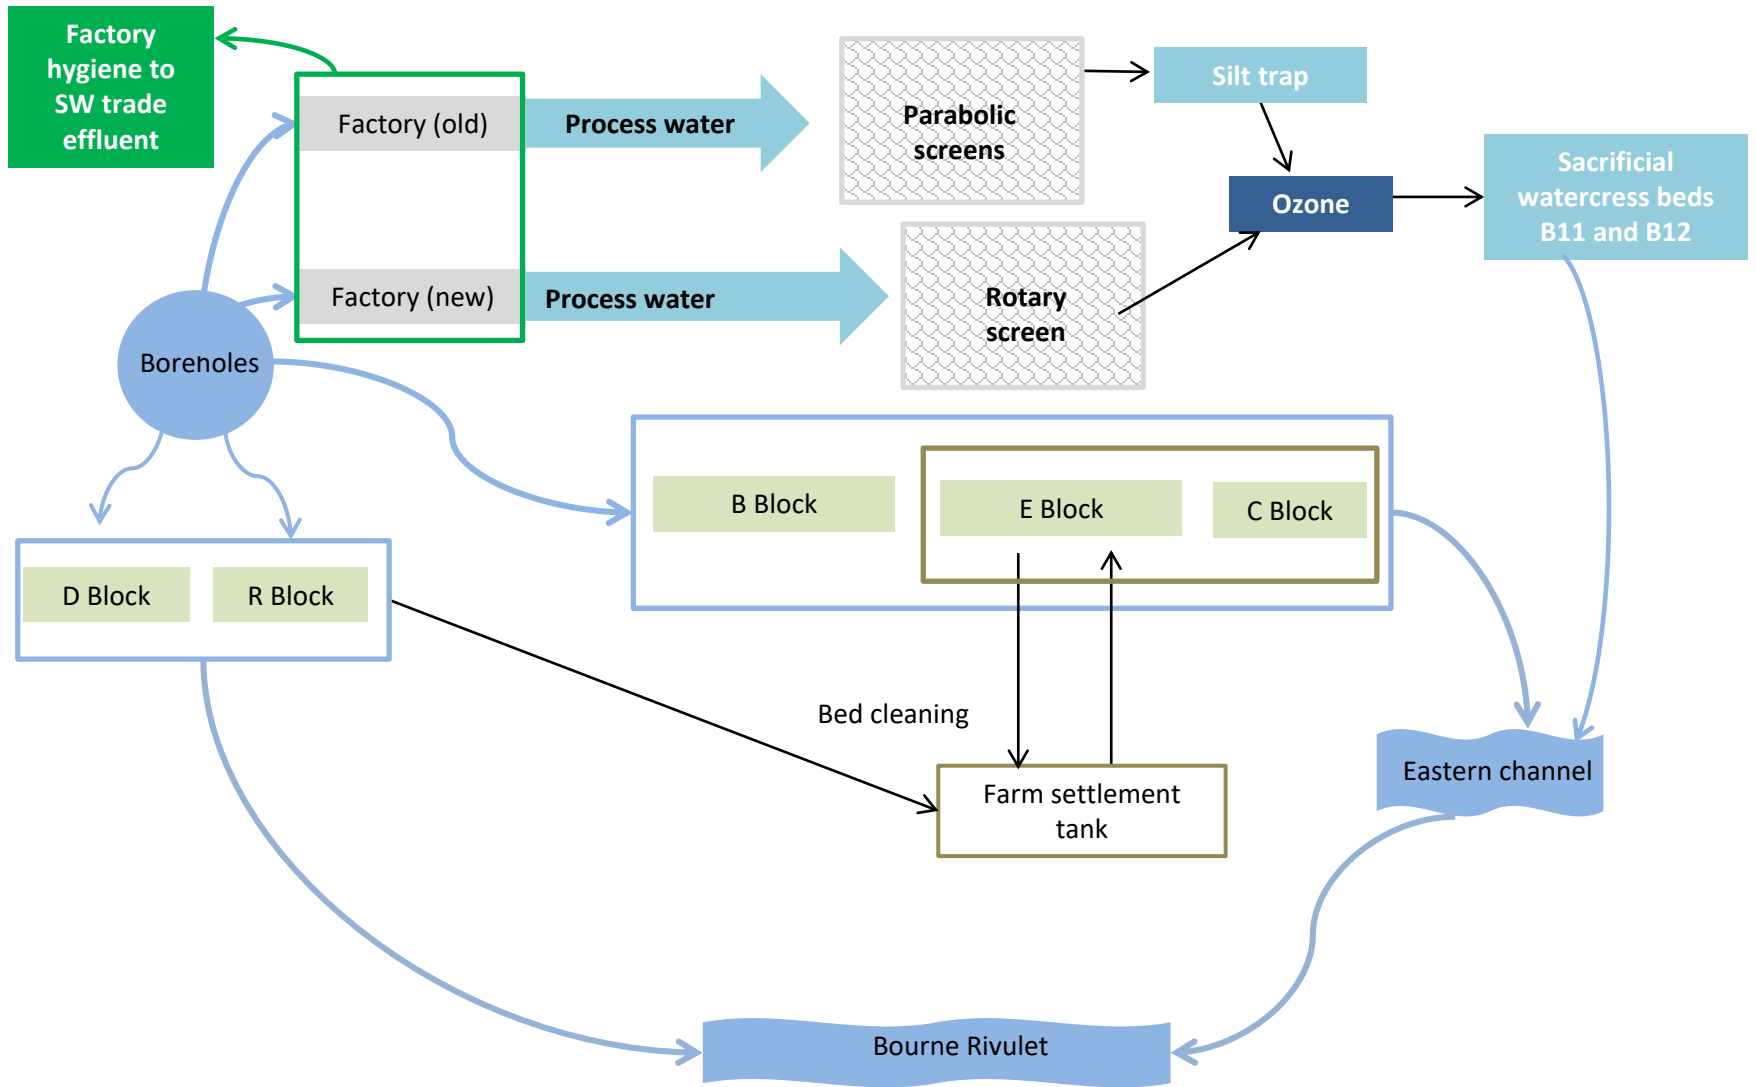 Factory
hygiene to
SW trade
effluent
Factory (old)
Process water
Parabolic
screens
Silt trap
Ozone
Sacrificial
watercress beds
B11 and B12
Factory (new)
Process water
Rotary
screen
Boreholes
B Block
E Block
C Block
D Block
R Block
Bed cleaning
Farm settlement
tank
Eastern channel
Bourne Rivulet